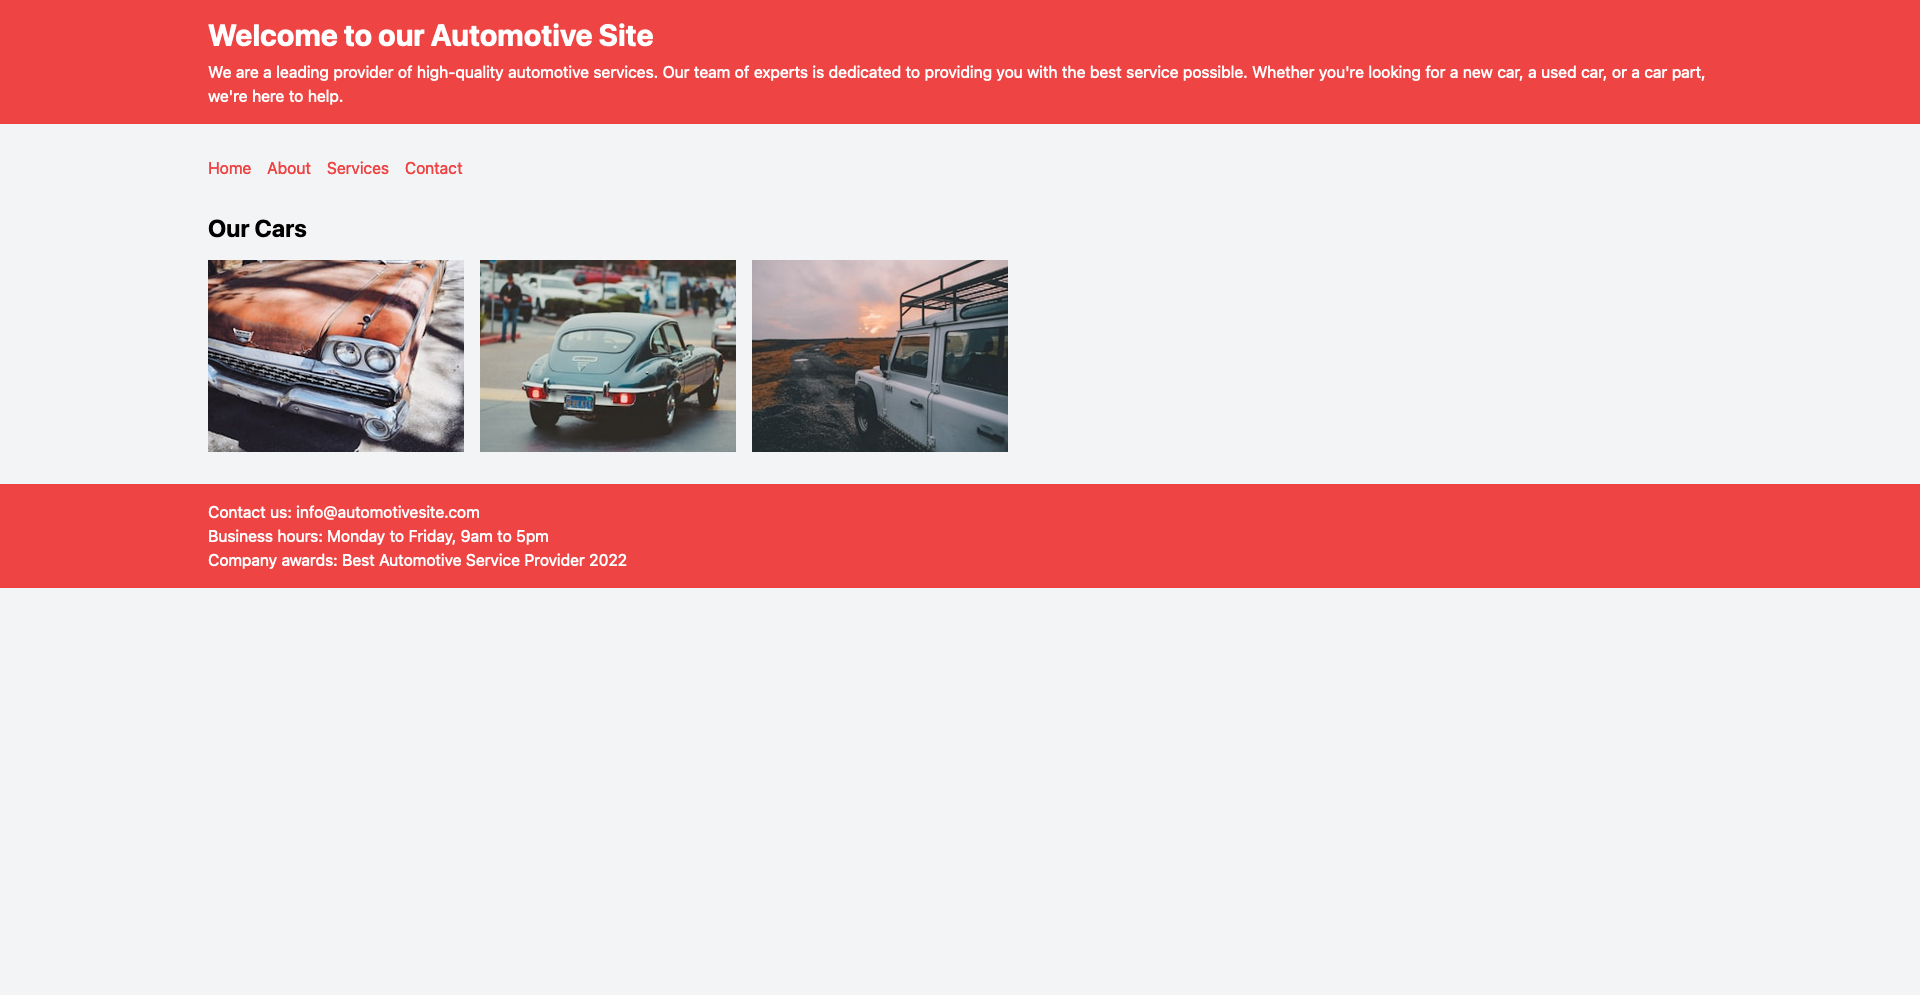 Welcome to our Automotive Site
We are a leading provider of high-quality automotive services. Our team of experts is dedicated to providing you with the best service possible. Whether you're looking for a new car, a used car, or a car part,
we're here to help.
Home About Services Contact
Our Cars
Contact us: info@automotivesite.com
Business hours: Monday to Friday, 9am to 5pm
Company awards: Best Automotive Service Provider 2022